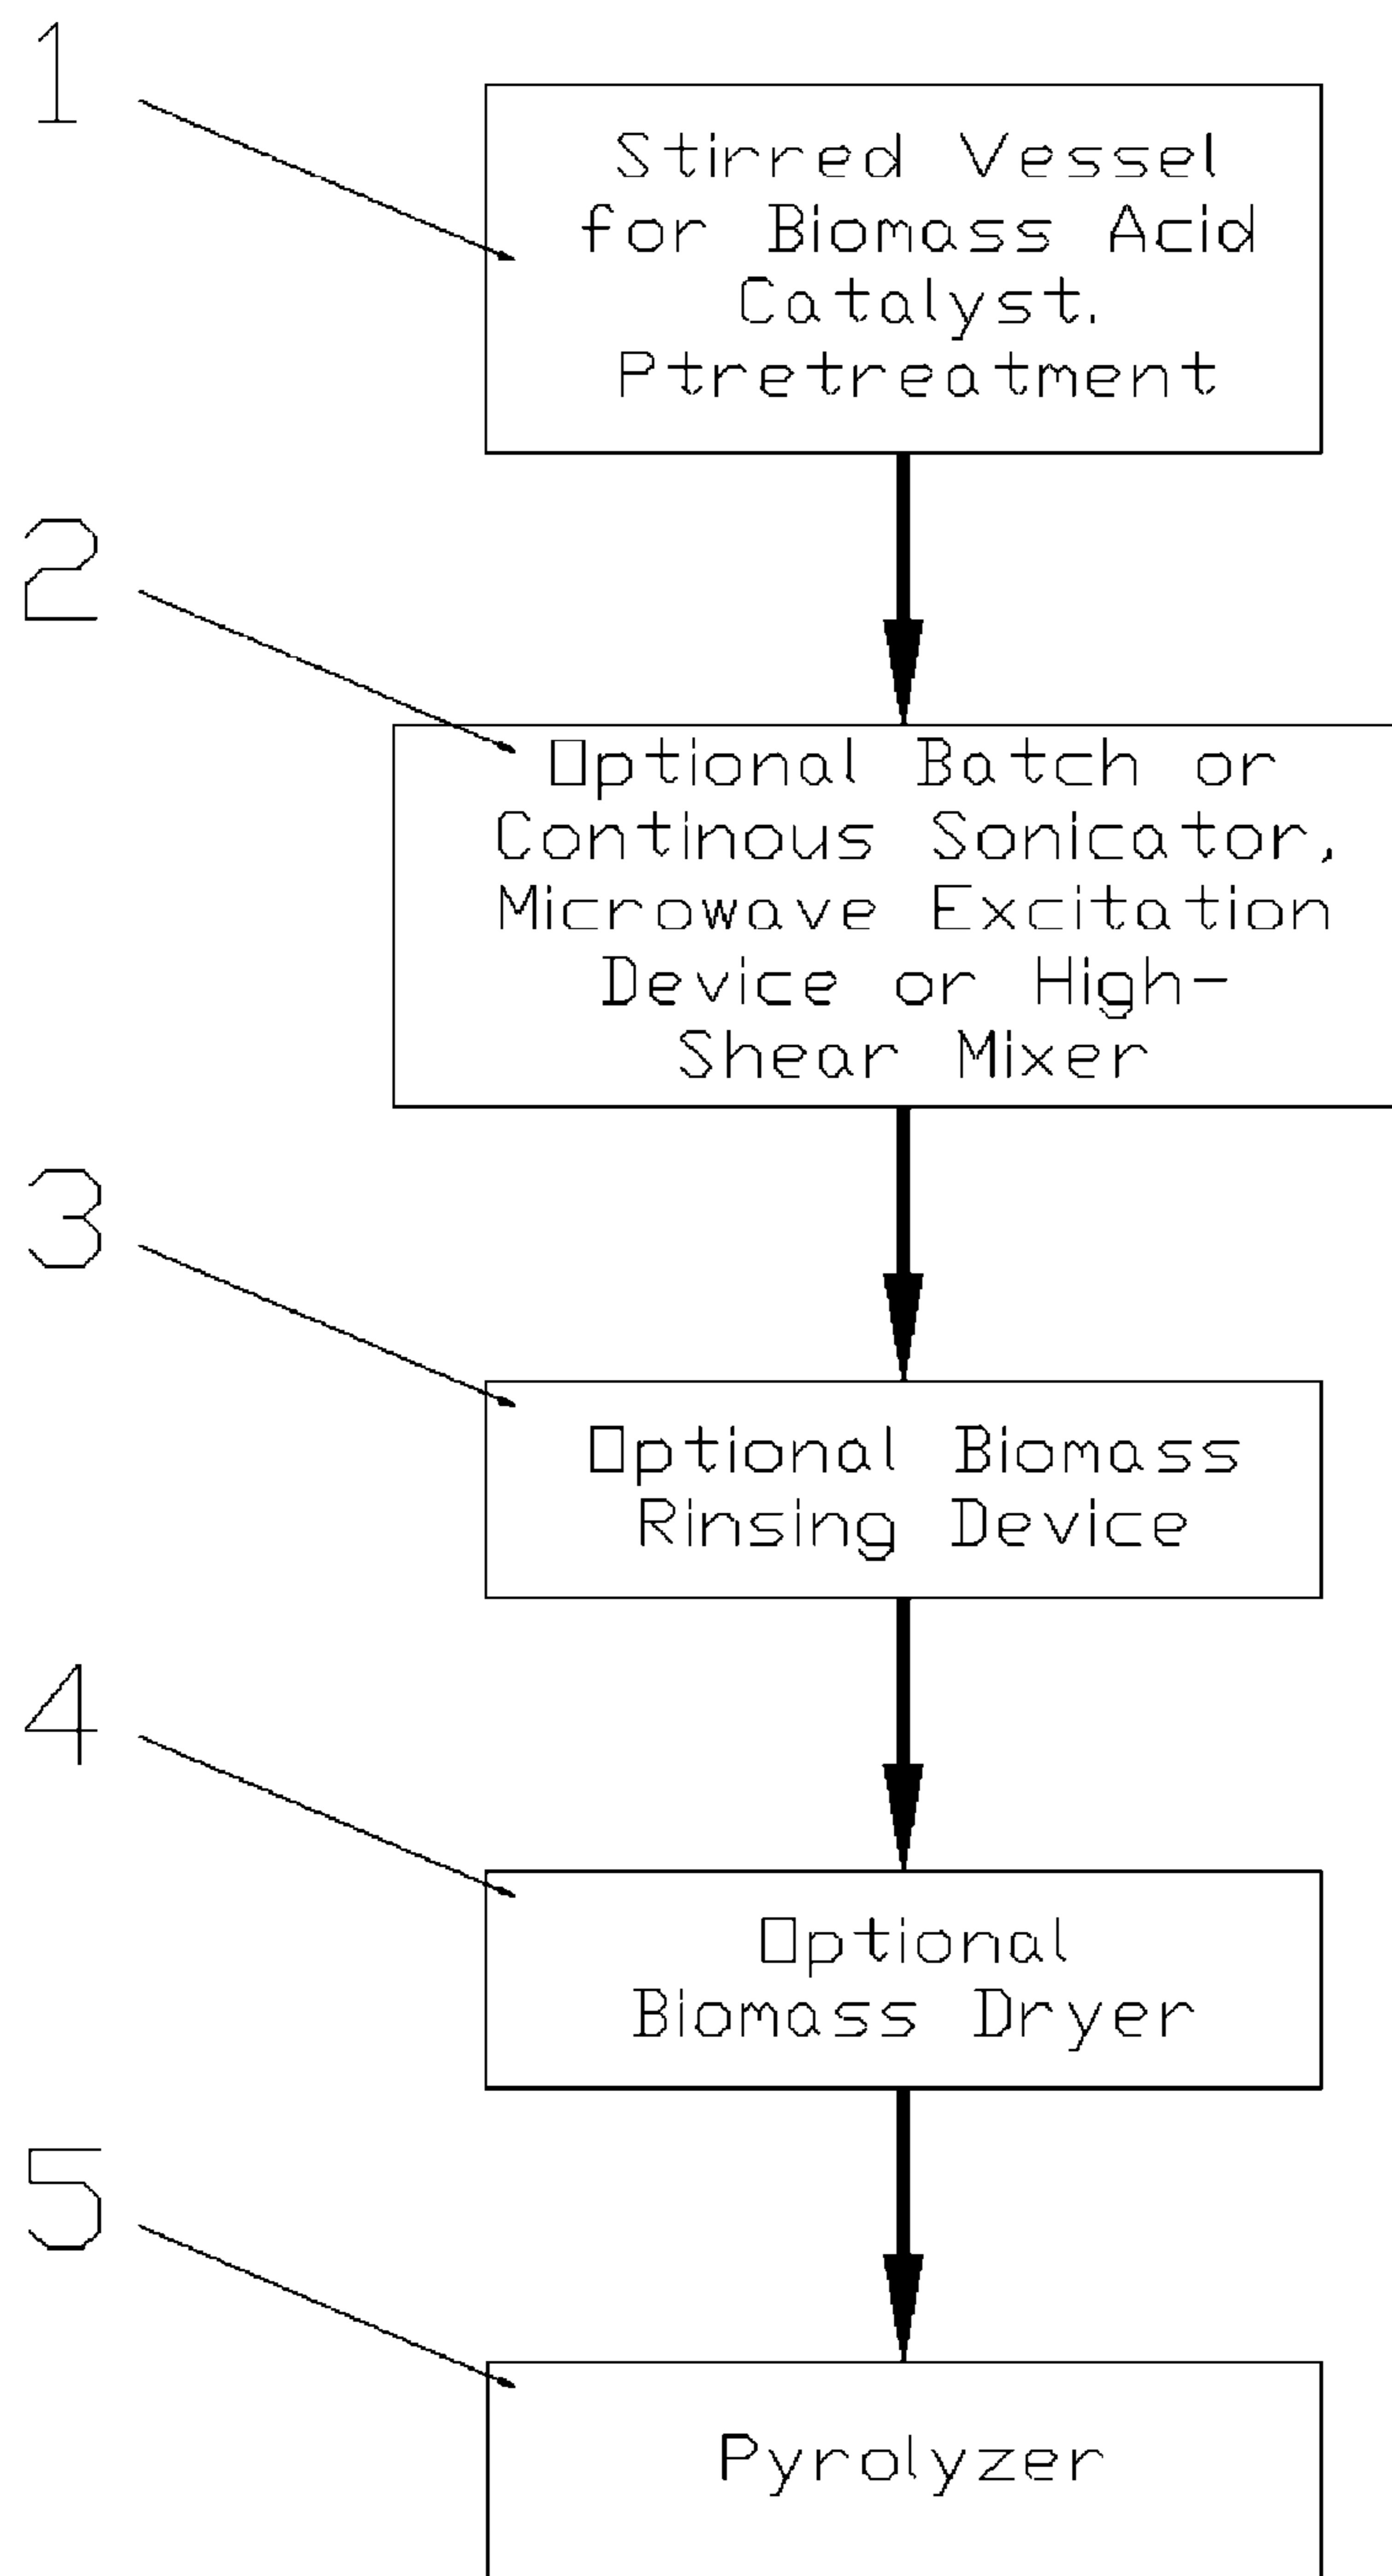 1
Stirred Vessel
for Biomass Acid
Catalyst.
Ptretreatment
2
Optional Batch or
Continous Sonicator,
Microwave Excitation
Device or High-
Shear Mixer
3
Optional Biomass
Rinsing Device
4
Optional
Biomass Dryer
5
Pyrolyzer